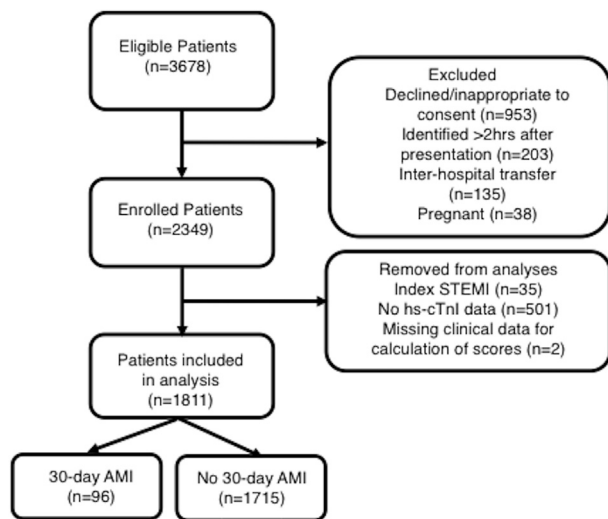 Eligible Patients
(n=3678)
Excluded
Declined/inappropriate to
consent (n=953)
Identified >2hrs after
presentation (n=203)
Inter-hospital transfer
(n=135)
Pregnant (n=38)
Enrolled Patients
(n=2349)
Removed from analyses
Index STEMI (n=35)
No hs-cTnI data (n=501)
Missing clinical data for
calculation of scores (n=2)
Patients included
in analysis
(n=1811)
30-day AMI
(n=96)
No 30-day AMI
(n=1715)